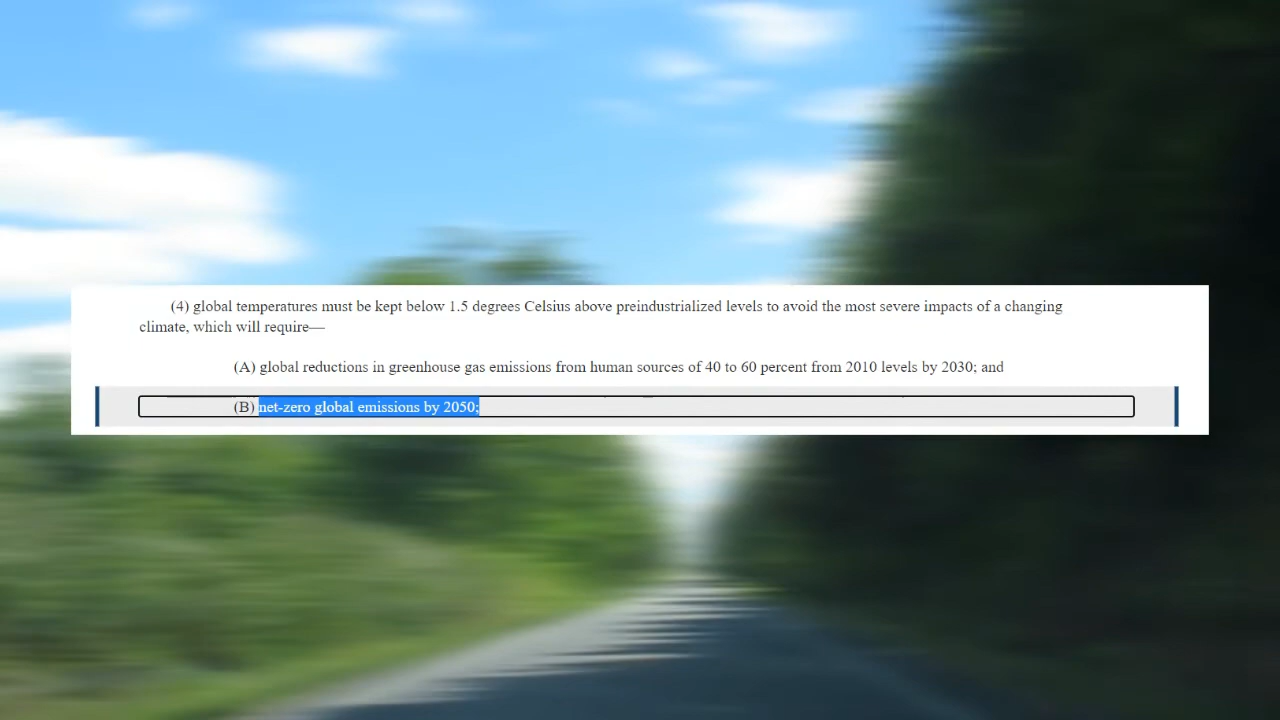 (4) global temperatures must be kept below 1.5 degrees Celsius above preindustrialized levels to avoid the most severe impacts of a changing
climate, which will require—
(A) global reductions in greenhouse gas emissions from human sources of 40 to 60 percent from 2010 levels by 2030; and
(B) net-zero global emissions by 2050;